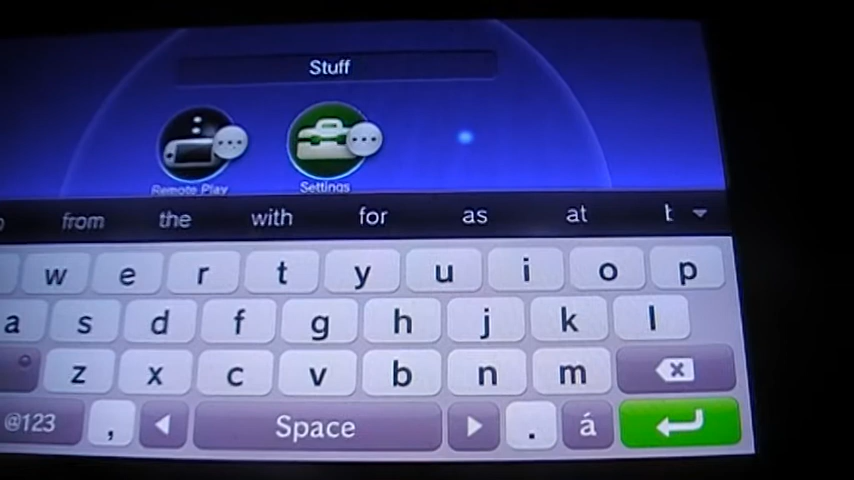 Stuff
Remote Play
Settings
from the with for as at
w e r t y u i o p
a s d f g h j k l
z x c v b n m
@123 , Space . á